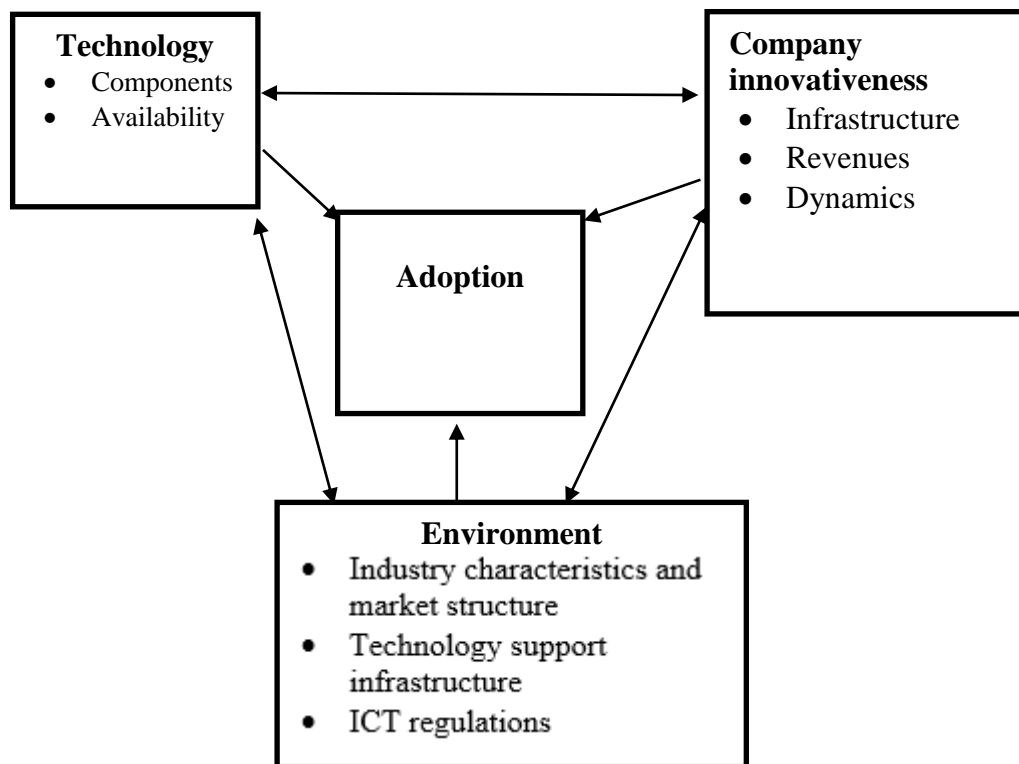 Technology
• Components
• Availability
Company
innovativeness
• Infrastructure
• Revenues
• Dynamics
Adoption
Environment
• Industry characteristics and
market structure
• Technology support
infrastructure
• ICT regulations